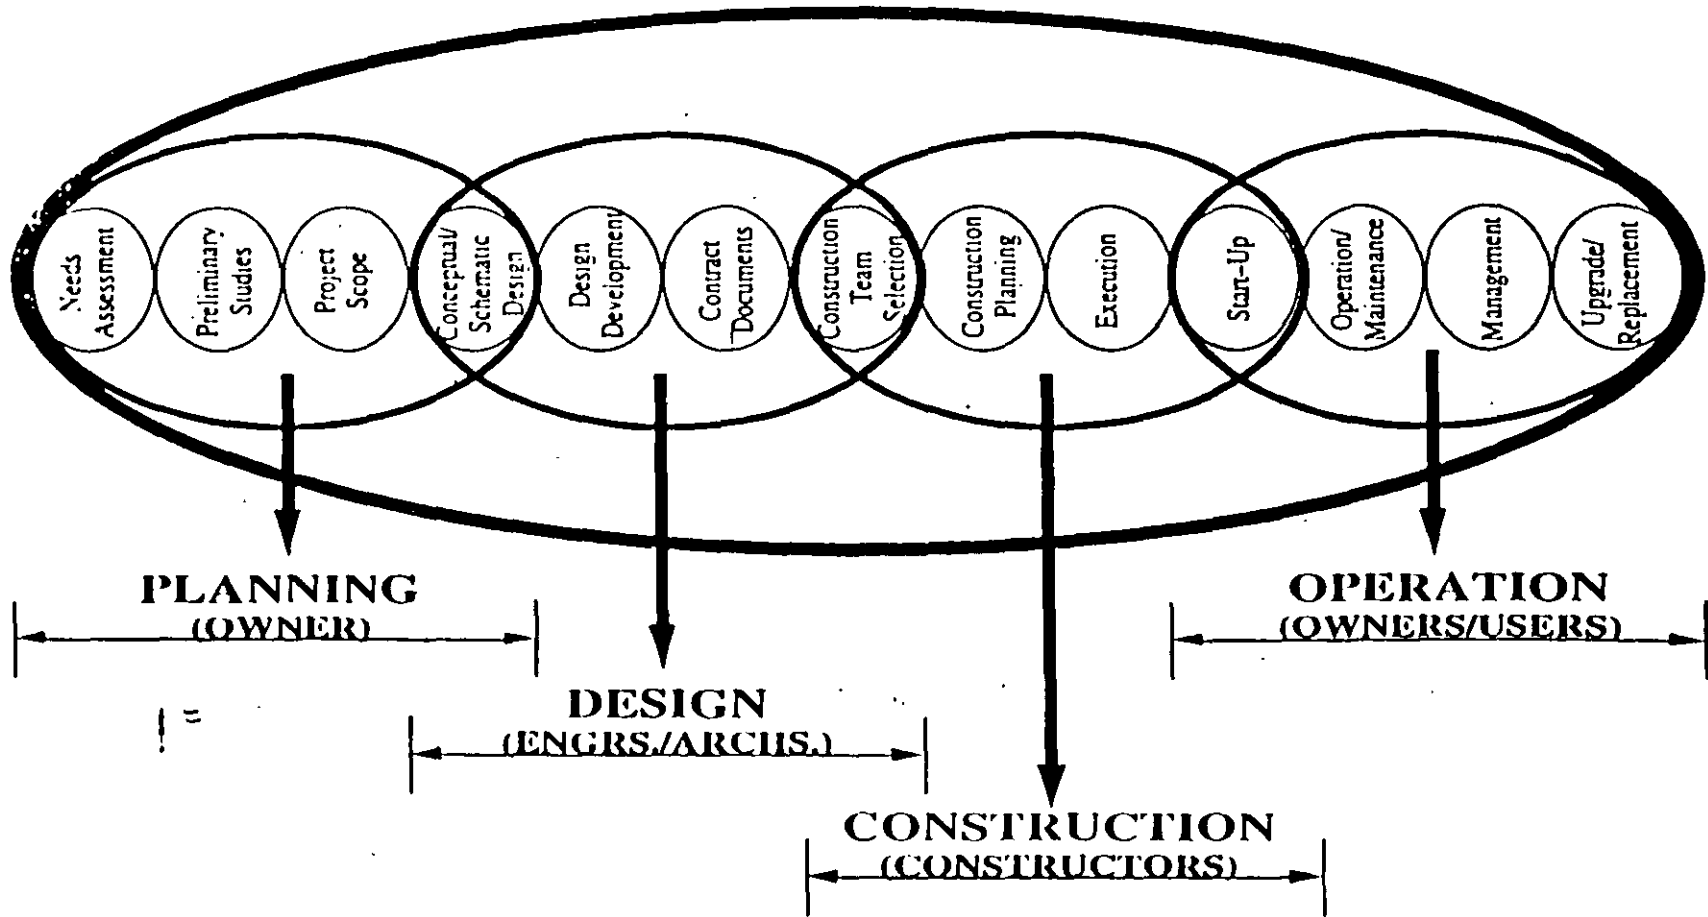 Needs
Assessment
Preliminary
Studies
Project
Scope
Conceptual/
Schematic
Design
Design
Development
Contract
Documents
Construction
Team
Selection
Construction
Planning
Execution
Start-Up
Operation/
Maintenance
Management
Upgrade/
Replacement
PLANNING
(OWNER)
OPERATION
(OWNERS/USERS)
DESIGN
(ENGRS./ARCHS.)
CONSTRUCTION
(CONSTRUCTORS)